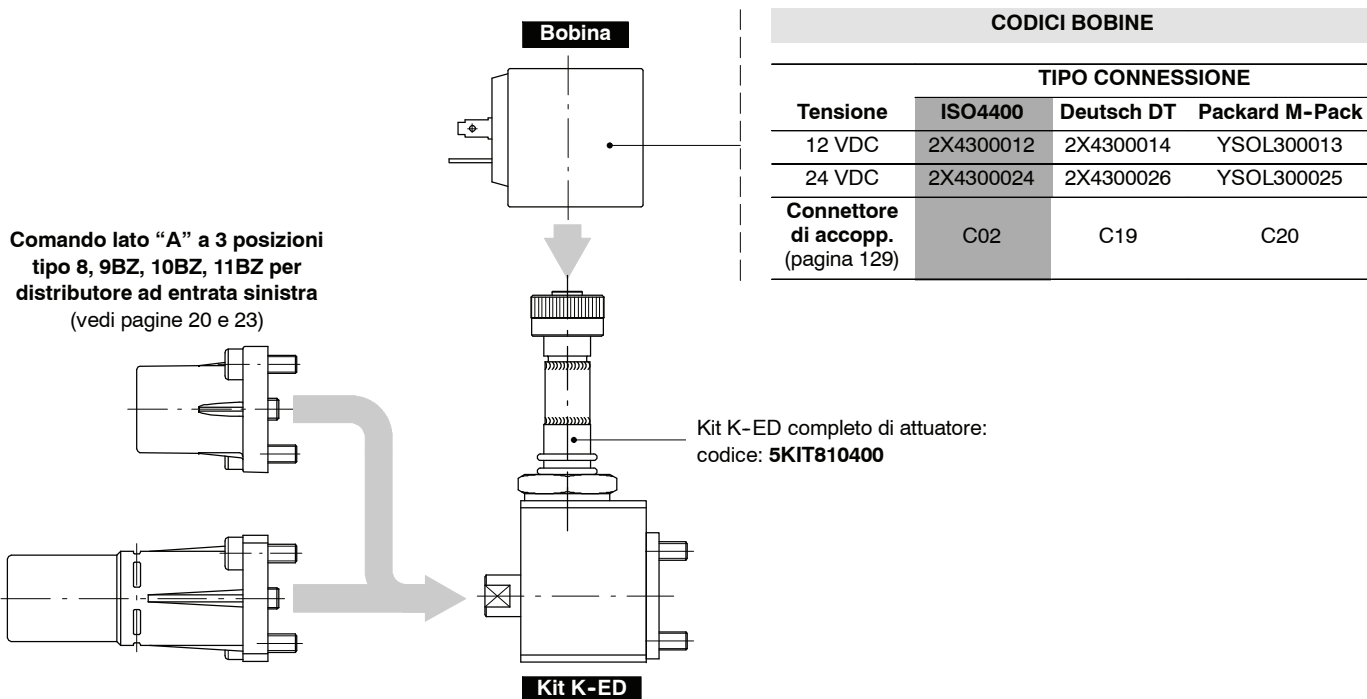 Bobina
CODICI BOBINE
TIPO CONNESSIONE
Tensione ISO4400 Deutsch DT Packard M-Pack
12 VDC 2X4300012 2X4300014 YSOL300013
24 VDC 2X4300024 2X4300026 YSOL300025
Connettore
di accopp.
(pagina 129)
C02 C19 C20
Comando lato “A” a 3 posizioni
tipo 8, 9BZ, 10BZ, 11BZ per
distributore ad entrata sinistra
(vedi pagine 20 e 23)
Kit K-ED completo di attuatore:
codice: 5KIT810400
Kit K-ED